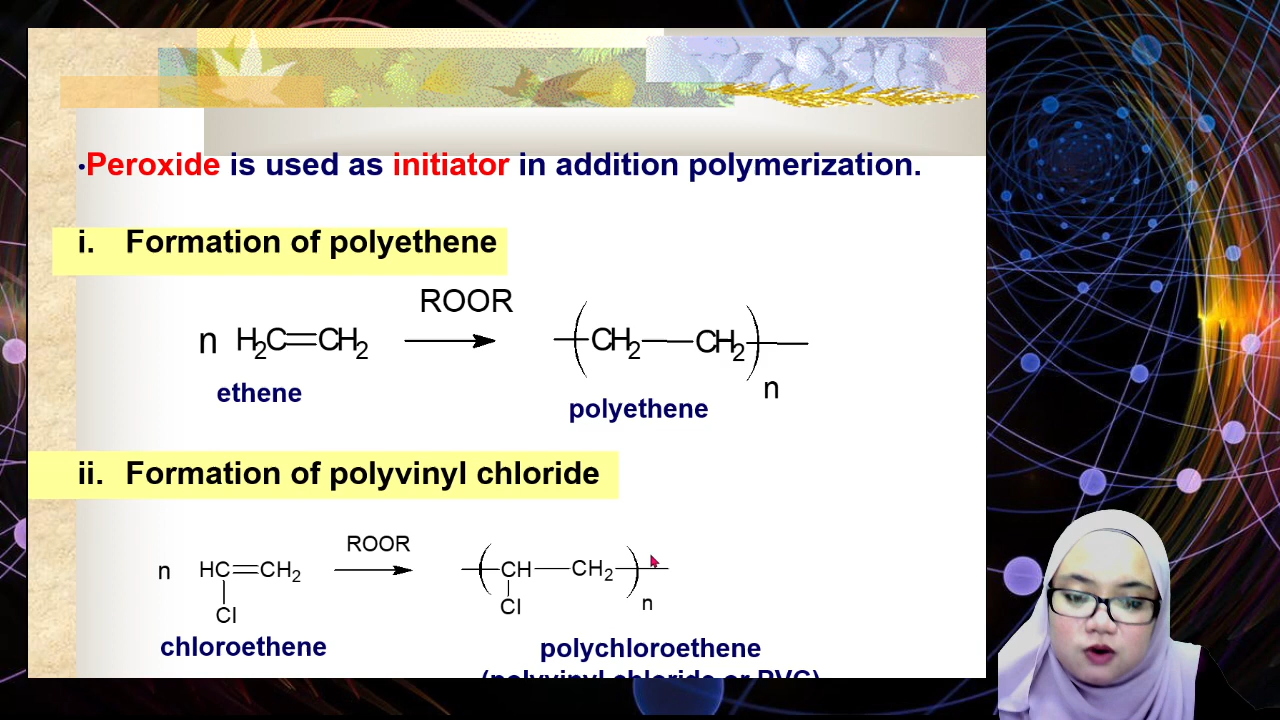 •Peroxide is used as initiator in addition polymerization.
i. Formation of polyethene
ROOR
n H₂C=CH₂ —(CH₂—CH₂)—
n
ethene
polyethene
ii. Formation of polyvinyl chloride
ROOR
n HC=CH₂ —(CH—CH₂)—
Cl Cl n
chloroethene
polychloroethene
(polyvinyl chloride or PVC)